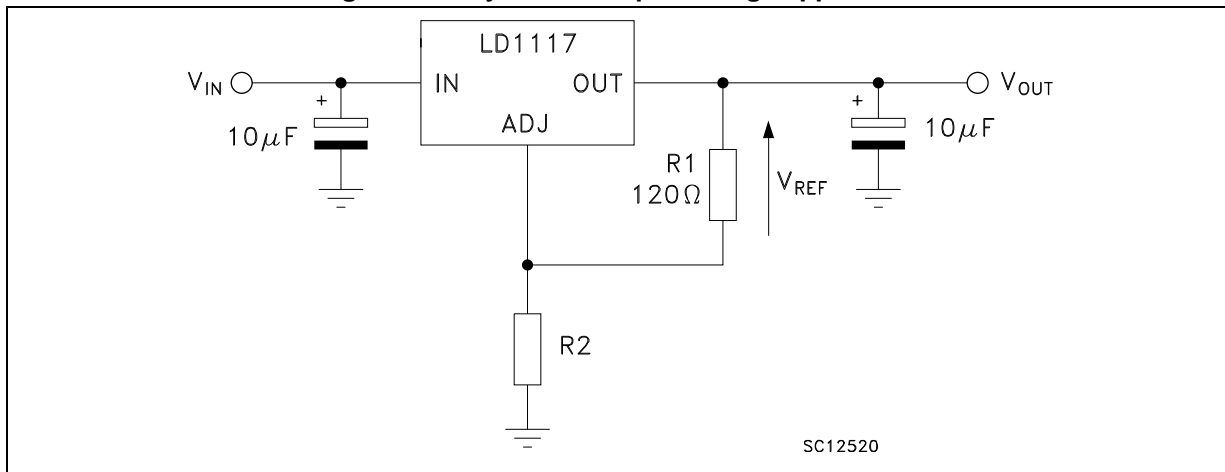 LD1117
V_IN
IN
OUT
V_OUT
ADJ
+
10μF
R1
120Ω
V_REF
+
10μF
R2
SC12520